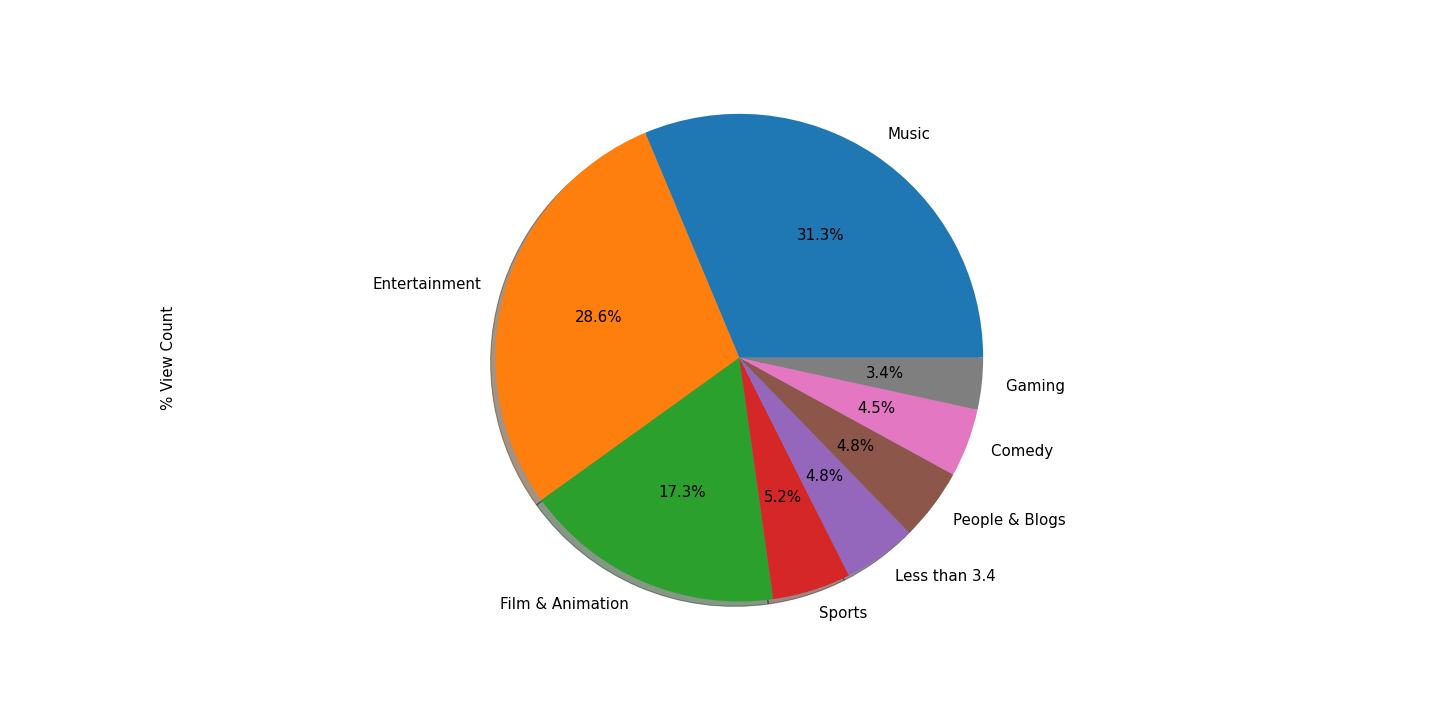 Music
31.3%
Entertainment
28.6%
% View Count
3.4%
Gaming
4.5%
Comedy
4.8%
People & Blogs
4.8%
Less than 3.4
17.3%
5.2%
Film & Animation
Sports